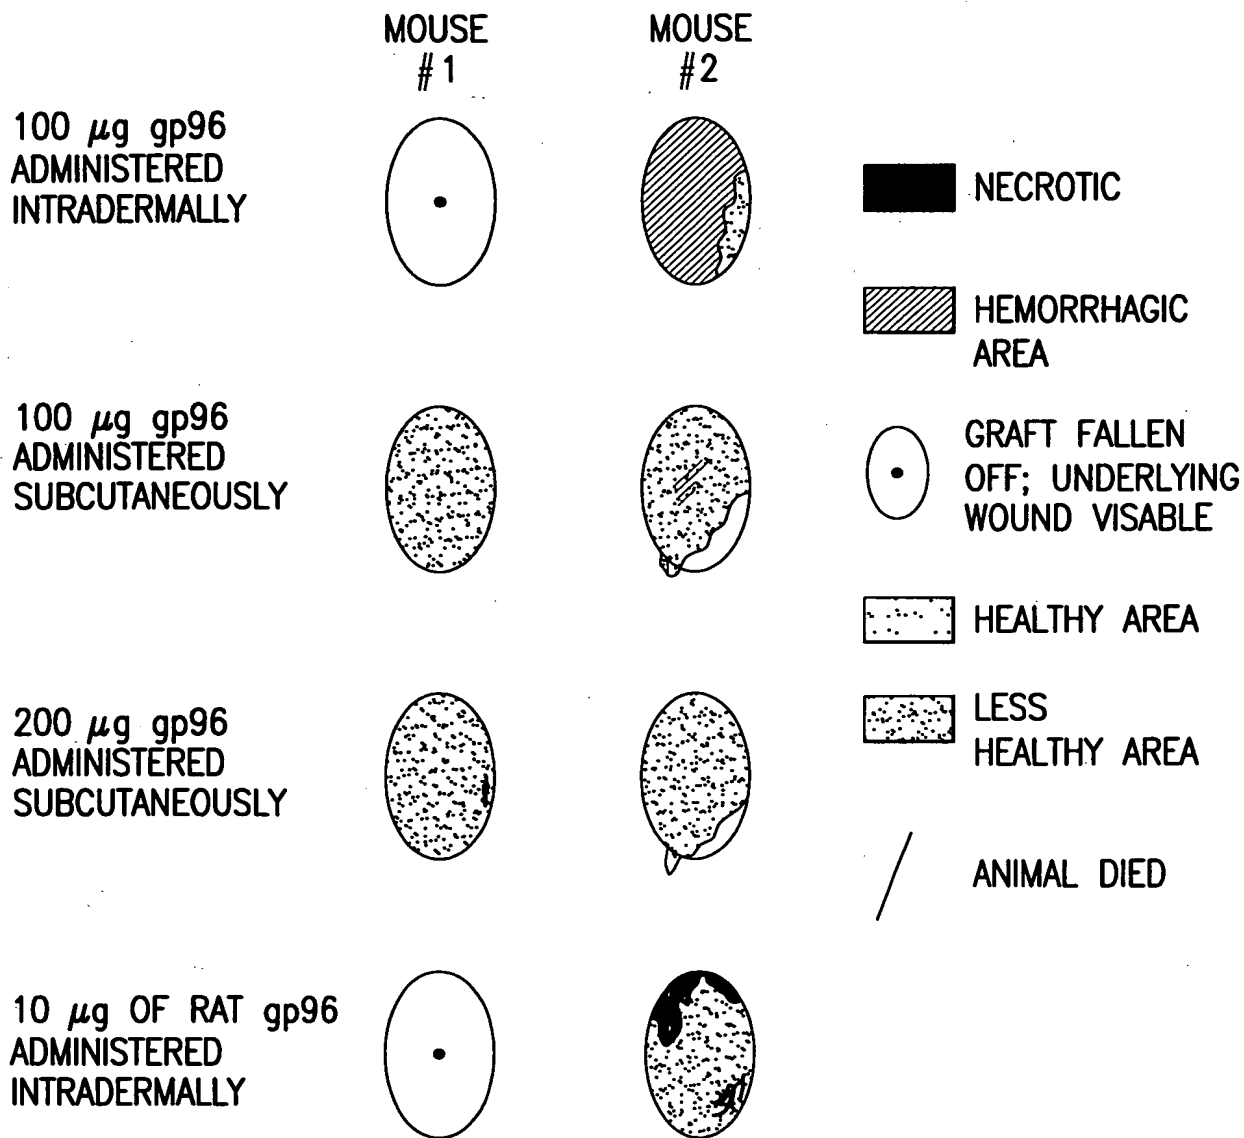 MOUSE
#1
MOUSE
#2
100 μg gp96
ADMINISTERED
INTRADERMALLY
100 μg gp96
ADMINISTERED
SUBCUTANEOUSLY
200 μg gp96
ADMINISTERED
SUBCUTANEOUSLY
10 μg OF RAT gp96
ADMINISTERED
INTRADERMALLY
NECROTIC
HEMORRHAGIC
AREA
GRAFT FALLEN
OFF; UNDERLYING
WOUND VISABLE
HEALTHY AREA
LESS
HEALTHY AREA
ANIMAL DIED